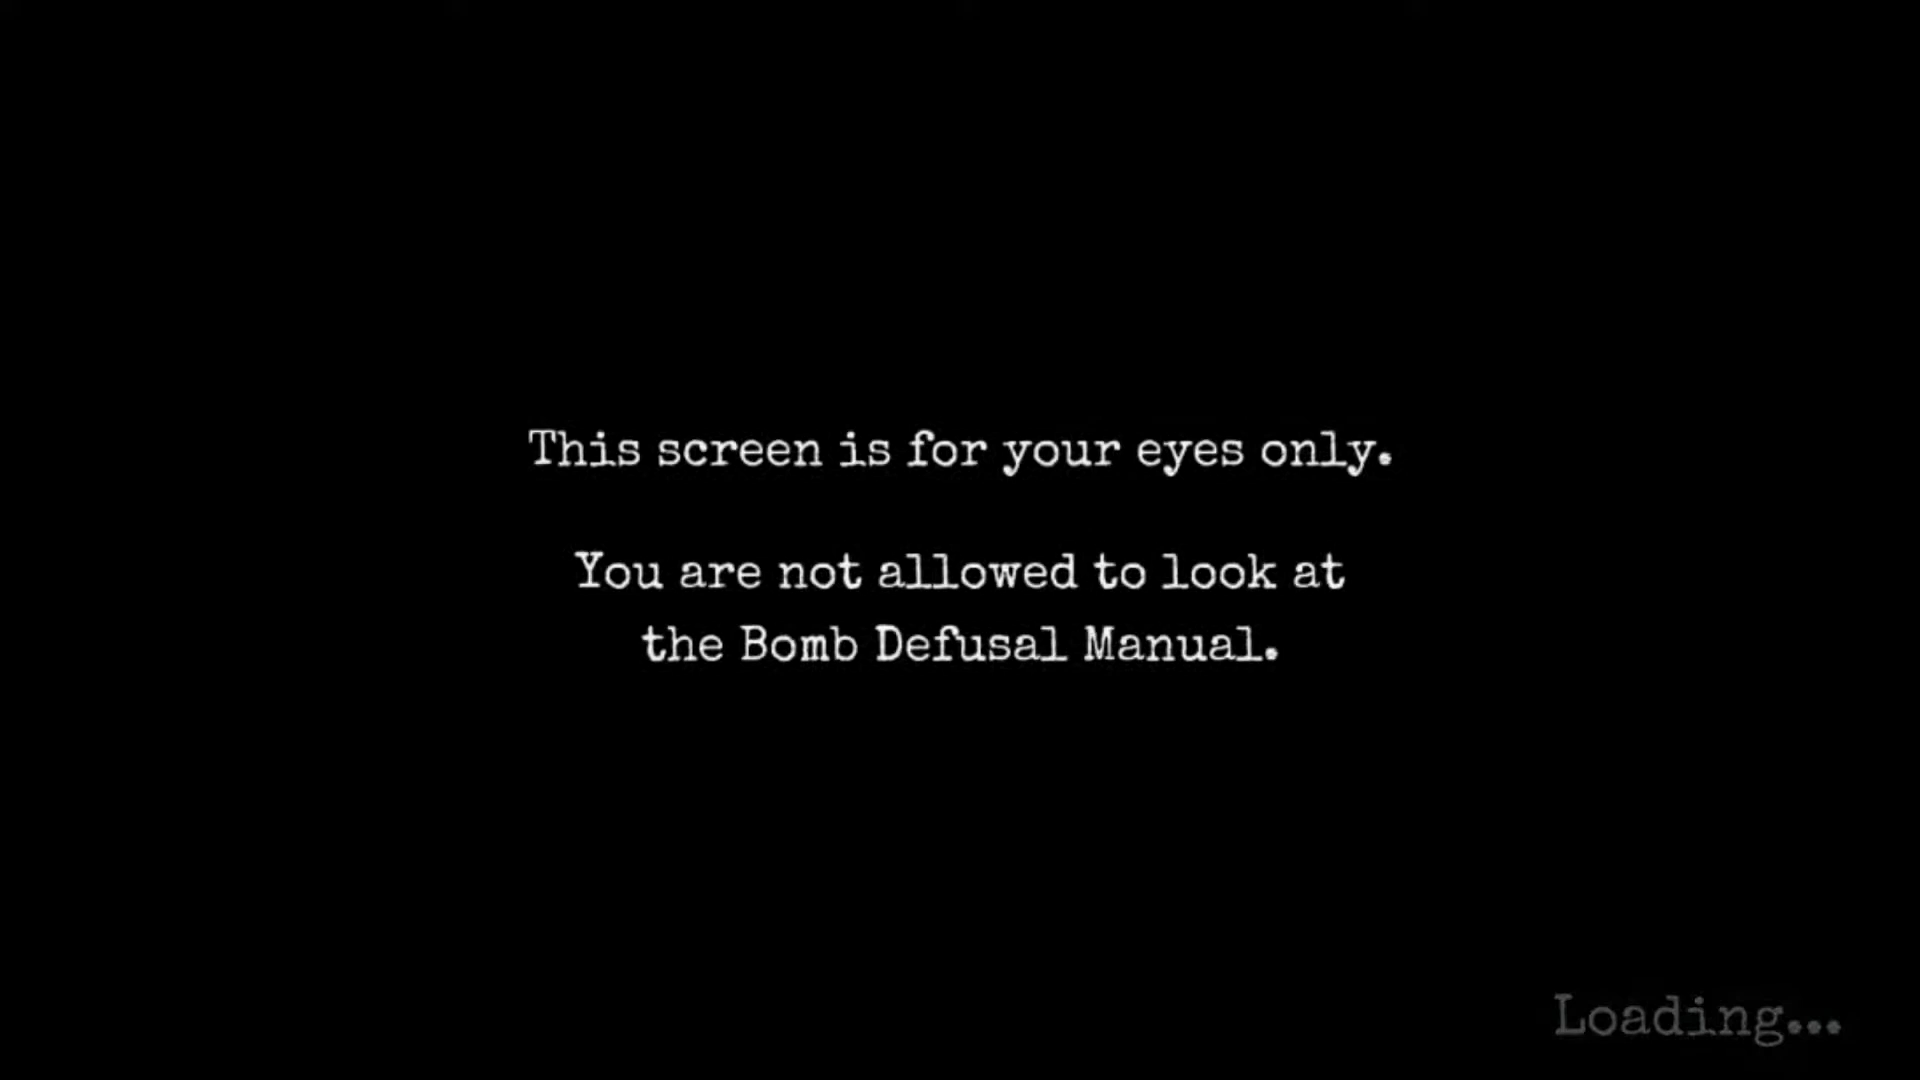 This screen is for your eyes only.
You are not allowed to look at
the Bomb Defusal Manual.
Loading...